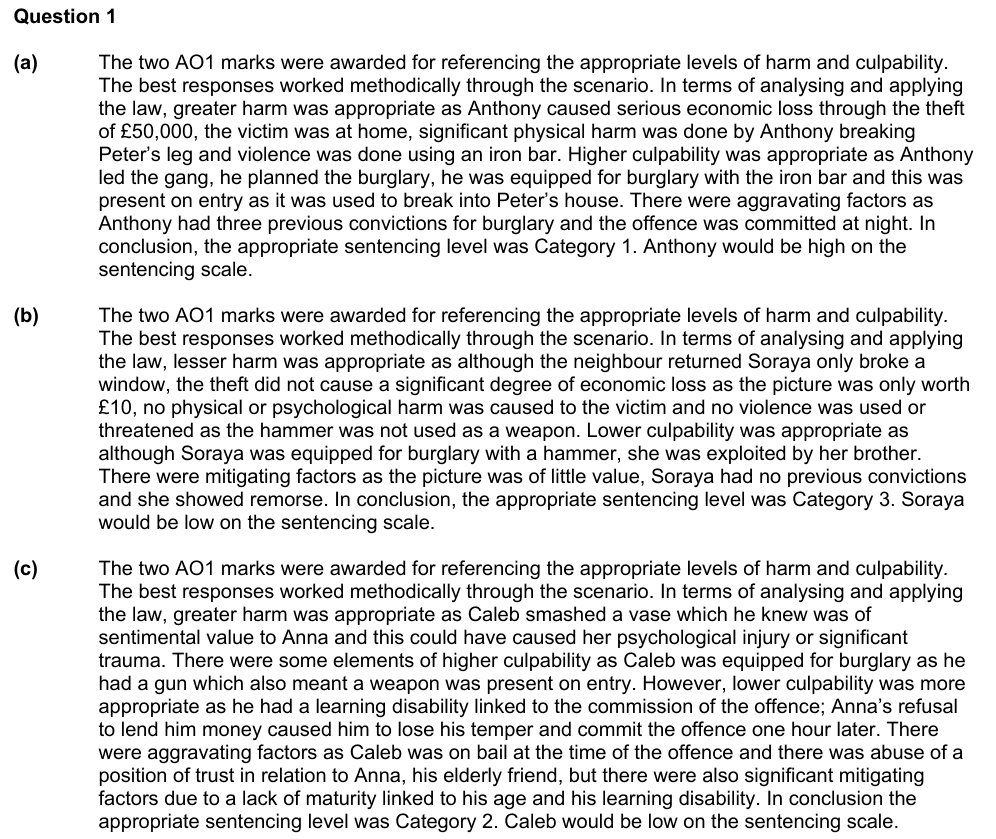 Question 1
(a) The two AO1 marks were awarded for referencing the appropriate levels of harm and culpability.
The best responses worked methodically through the scenario. In terms of analysing and applying
the law, greater harm was appropriate as Anthony caused serious economic loss through the theft
of £50,000, the victim was at home, significant physical harm was done by Anthony breaking
Peter's leg and violence was done using an iron bar. Higher culpability was appropriate as Anthony
led the gang, he planned the burglary, he was equipped for burglary with the iron bar and this was
present on entry as it was used to break into Peter's house. There were aggravating factors as
Anthony had three previous convictions for burglary and the offence was committed at night. In
conclusion, the appropriate sentencing level was Category 1. Anthony would be high on the
sentencing scale.
(b) The two AO1 marks were awarded for referencing the appropriate levels of harm and culpability.
The best responses worked methodically through the scenario. In terms of analysing and applying
the law, lesser harm was appropriate as although the neighbour returned Soraya only broke a
window, the theft did not cause a significant degree of economic loss as the picture was only worth
£10, no physical or psychological harm was caused to the victim and no violence was used or
threatened as the hammer was not used as a weapon. Lower culpability was appropriate as
although Soraya was equipped for burglary with a hammer, she was exploited by her brother.
There were mitigating factors as the picture was of little value, Soraya had no previous convictions
and she showed remorse. In conclusion, the appropriate sentencing level was Category 3. Soraya
would be low on the sentencing scale.
(c) The two AO1 marks were awarded for referencing the appropriate levels of harm and culpability.
The best responses worked methodically through the scenario. In terms of analysing and applying
the law, greater harm was appropriate as Caleb smashed a vase which he knew was of
sentimental value to Anna and this could have caused her psychological injury or significant
trauma. There were some elements of higher culpability as Caleb was equipped for burglary as he
had a gun which also meant a weapon was present on entry. However, lower culpability was more
appropriate as he had a learning disability linked to the commission of the offence; Anna's refusal
to lend him money caused him to lose his temper and commit the offence one hour later. There
were aggravating factors as Caleb was on bail at the time of the offence and there was abuse of a
position of trust in relation to Anna, his elderly friend, but there were also significant mitigating
factors due to a lack of maturity linked to his age and his learning disability. In conclusion the
appropriate sentencing level was Category 2. Caleb would be low on the sentencing scale.